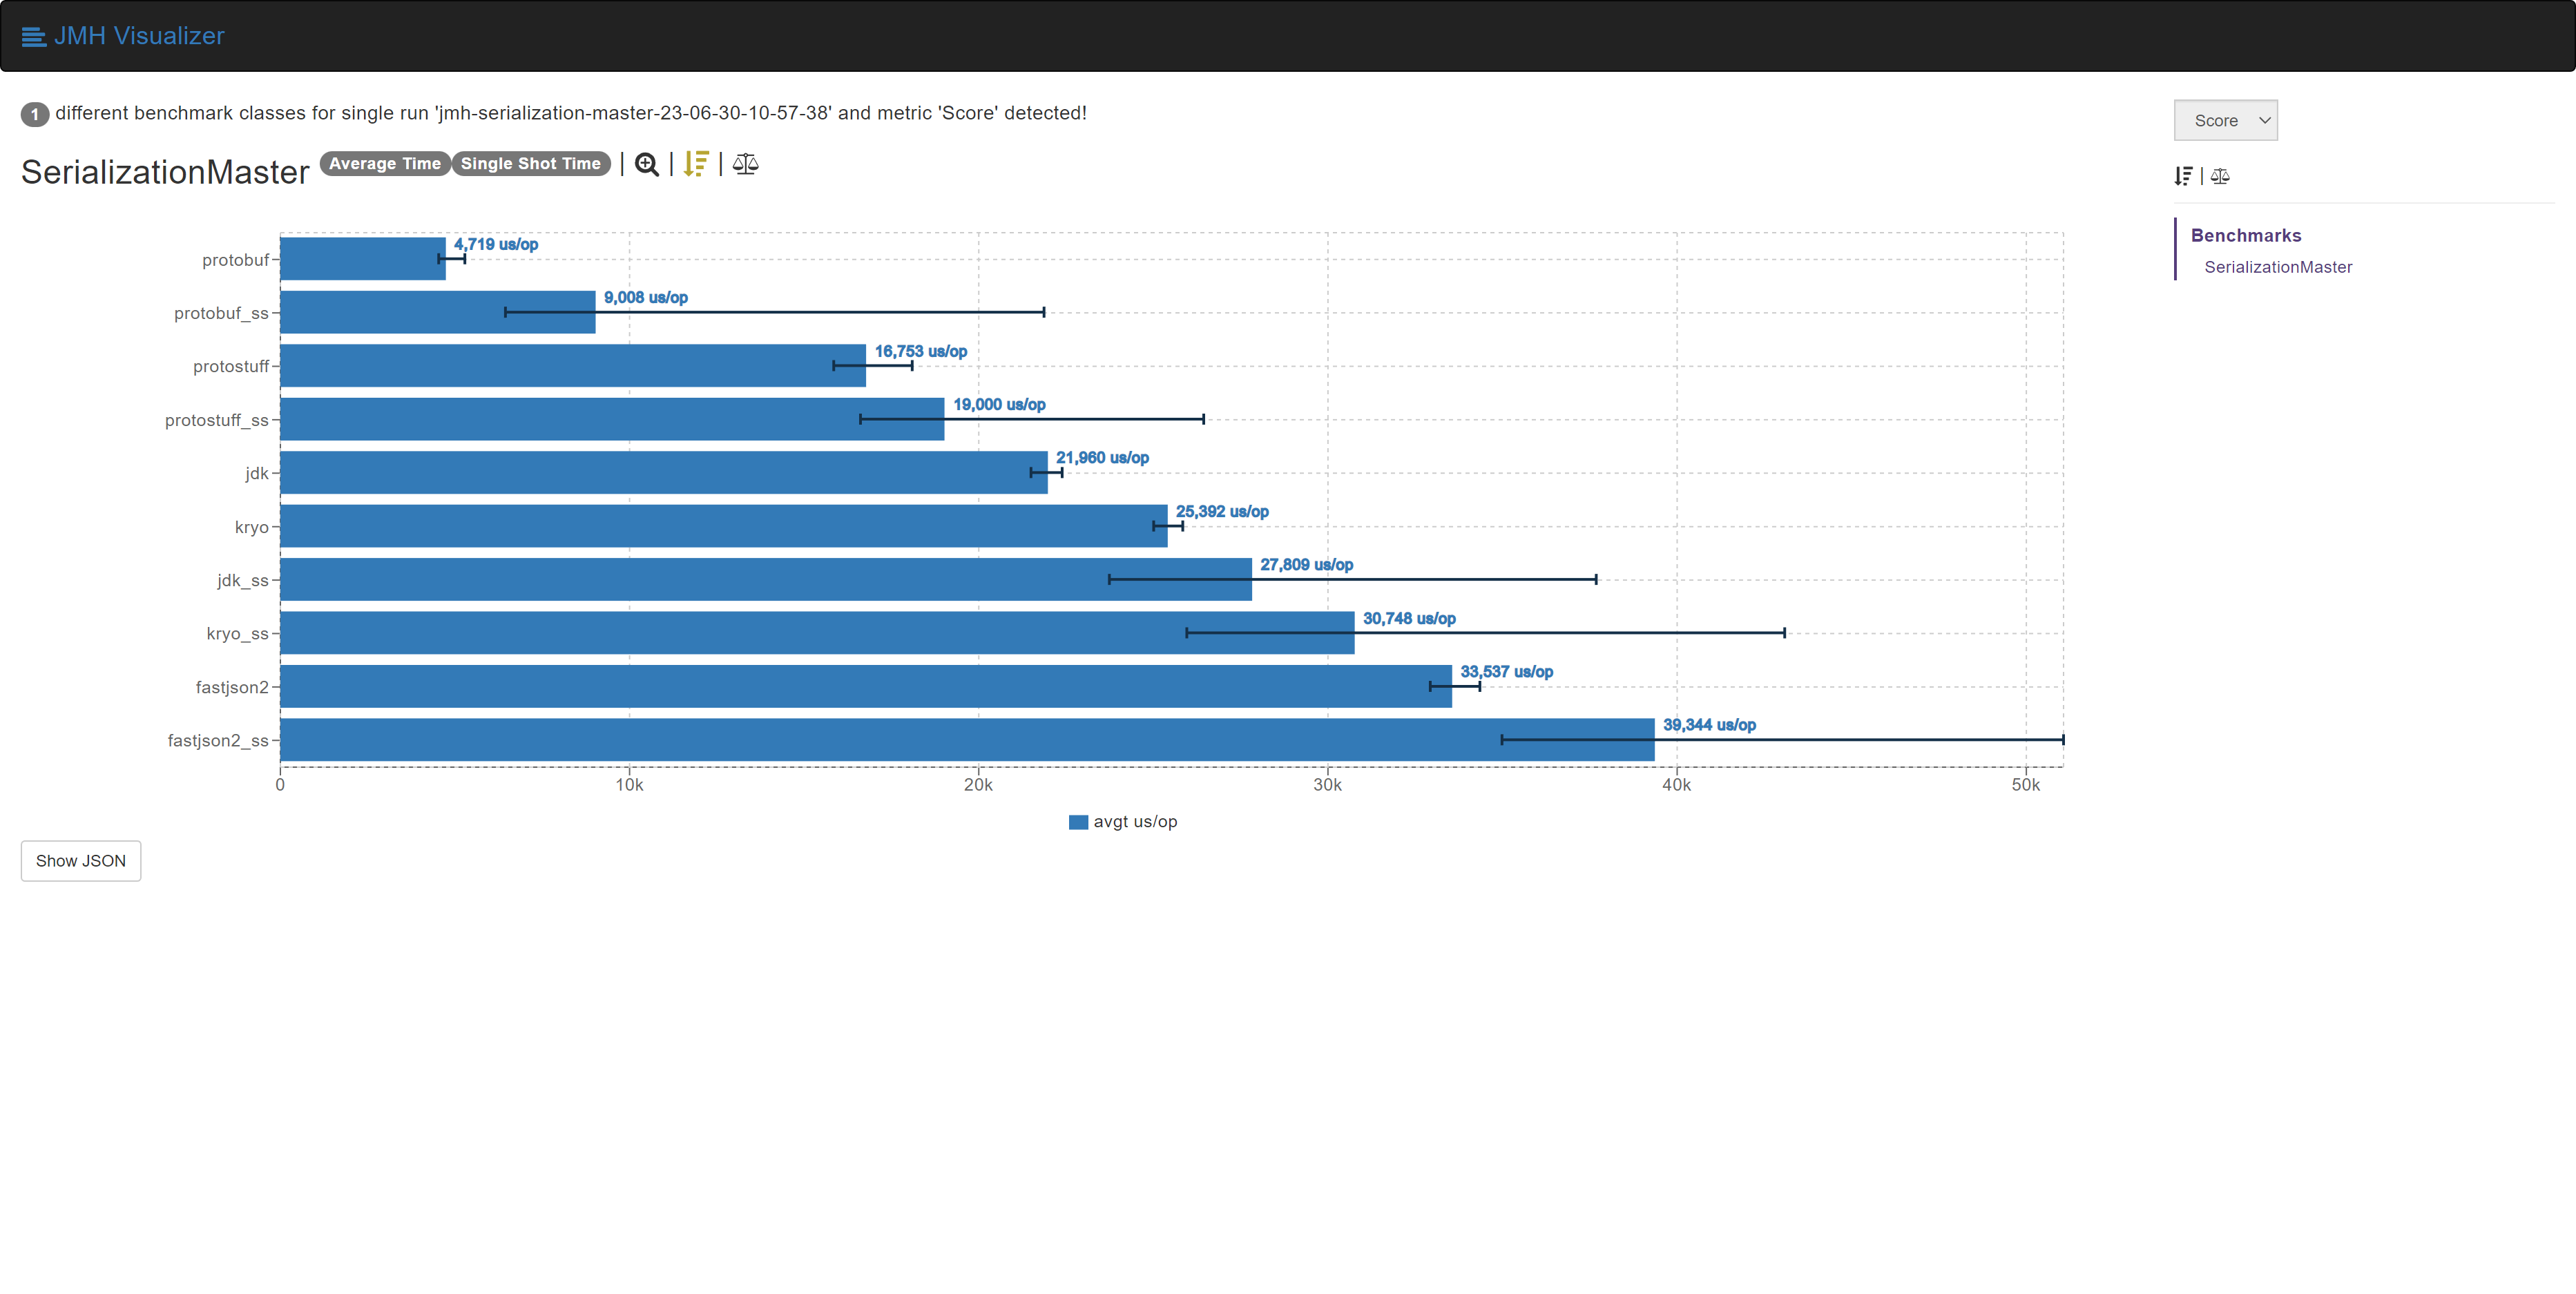 JMH Visualizer
1 different benchmark classes for single run 'jmh-serialization-master-23-06-30-10-57-38' and metric 'Score' detected!
Score
SerializationMaster Average Time Single Shot Time | | |
|
Benchmarks
SerializationMaster
protobuf 4,719 us/op
protobuf_ss 9,008 us/op
protostuff 16,753 us/op
protostuff_ss 19,000 us/op
jdk 21,960 us/op
kryo 25,392 us/op
jdk_ss 27,809 us/op
kryo_ss 30,748 us/op
fastjson2 33,537 us/op
fastjson2_ss 39,344 us/op
0 10k 20k 30k 40k 50k
avgt us/op
Show JSON